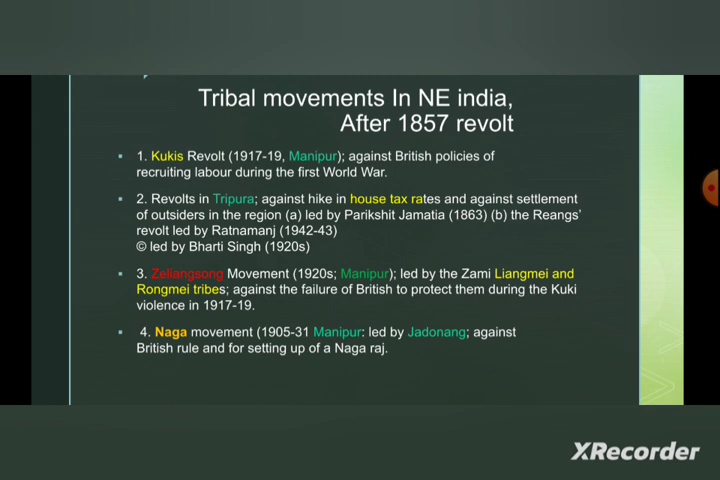 Tribal movements In NE india,
After 1857 revolt
▪ 1. Kukis Revolt (1917-19, Manipur); against British policies of
recruiting labour during the first World War.
▪ 2. Revolts in Tripura; against hike in house tax rates and against settlement
of outsiders in the region (a) led by Parikshit Jamatia (1863) (b) the Reangs'
revolt led by Ratnamanj (1942-43)
© led by Bharti Singh (1920s)
▪ 3. Zeliangsong Movement (1920s; Manipur); led by the Zami Liangmei and
Rongmei tribes; against the failure of British to protect them during the Kuki
violence in 1917-19.
▪ 4. Naga movement (1905-31 Manipur: led by Jadonang; against
British rule and for setting up of a Naga raj.
XRecorder